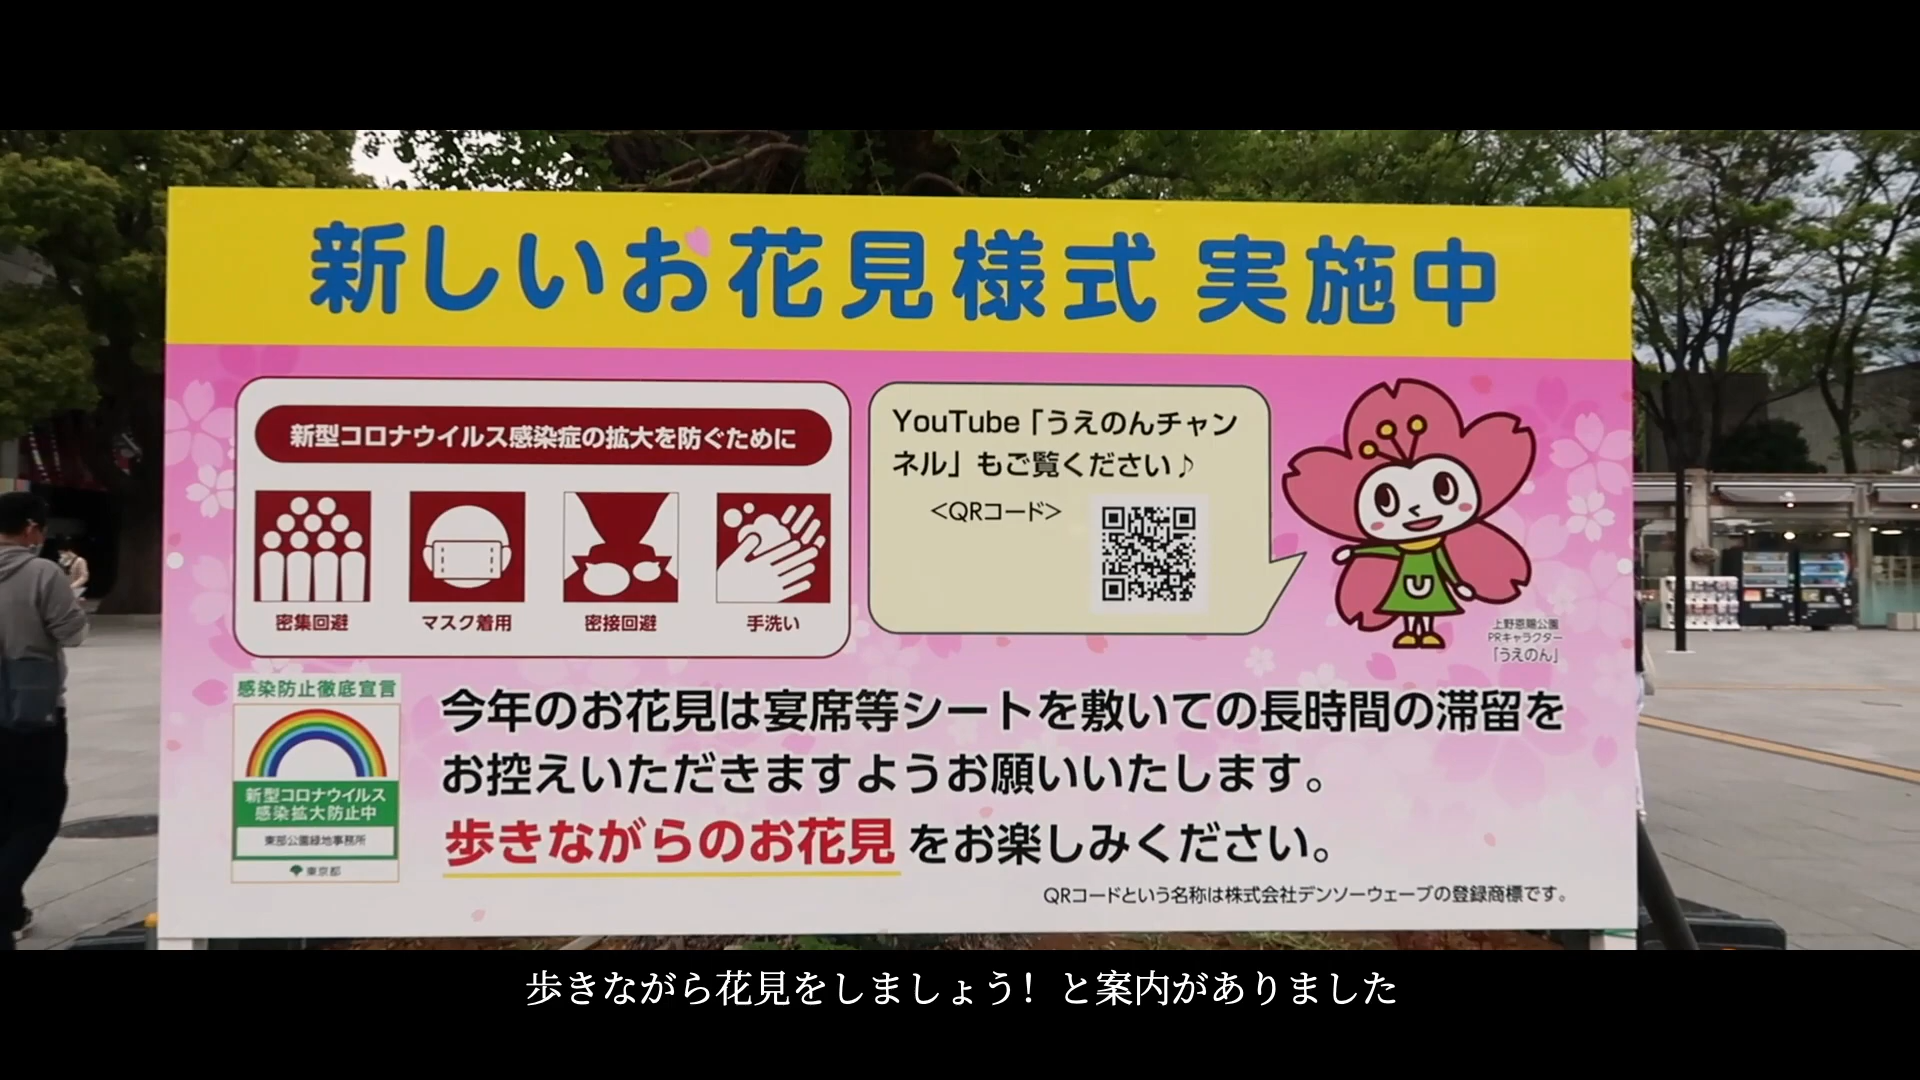 新しいお花見様式 実施中
新型コロナウイルス感染症の拡大を防ぐために
密集回避
マスク着用
密接回避
手洗い
YouTube「うえのんチャン
ネル」もご覧ください♪
<QRコード>
上野恩賜公園
PRキャラクター
「うえのん」
感染防止徹底宣言
新型コロナウイルス
感染拡大防止中
東部公園緑地事務所
東京都
今年のお花見は宴席等シートを敷いての長時間の滞留を
お控えいただきますようお願いいたします。
歩きながらのお花見をお楽しみください。
QRコードという名称は株式会社デンソーウェーブの登録商標です。
歩きながら花見をしましょう！と案内がありました